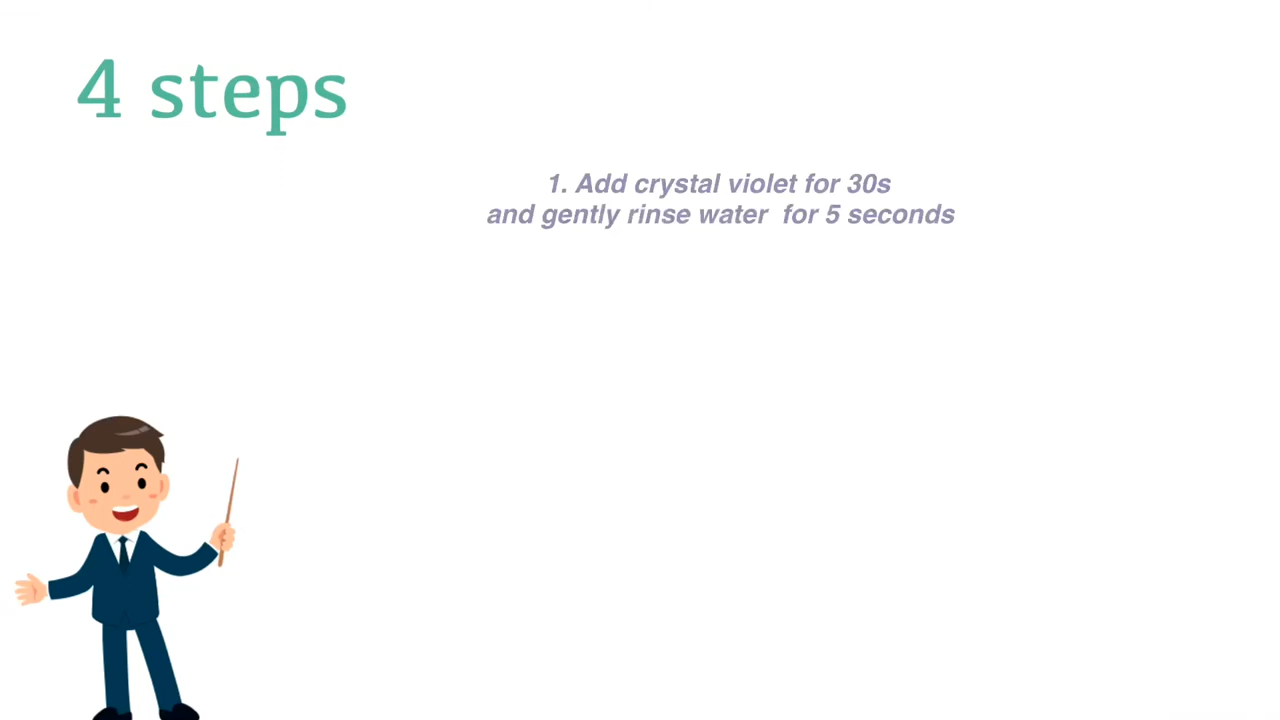 4 steps
1. Add crystal violet for 30s
and gently rinse water  for 5 seconds